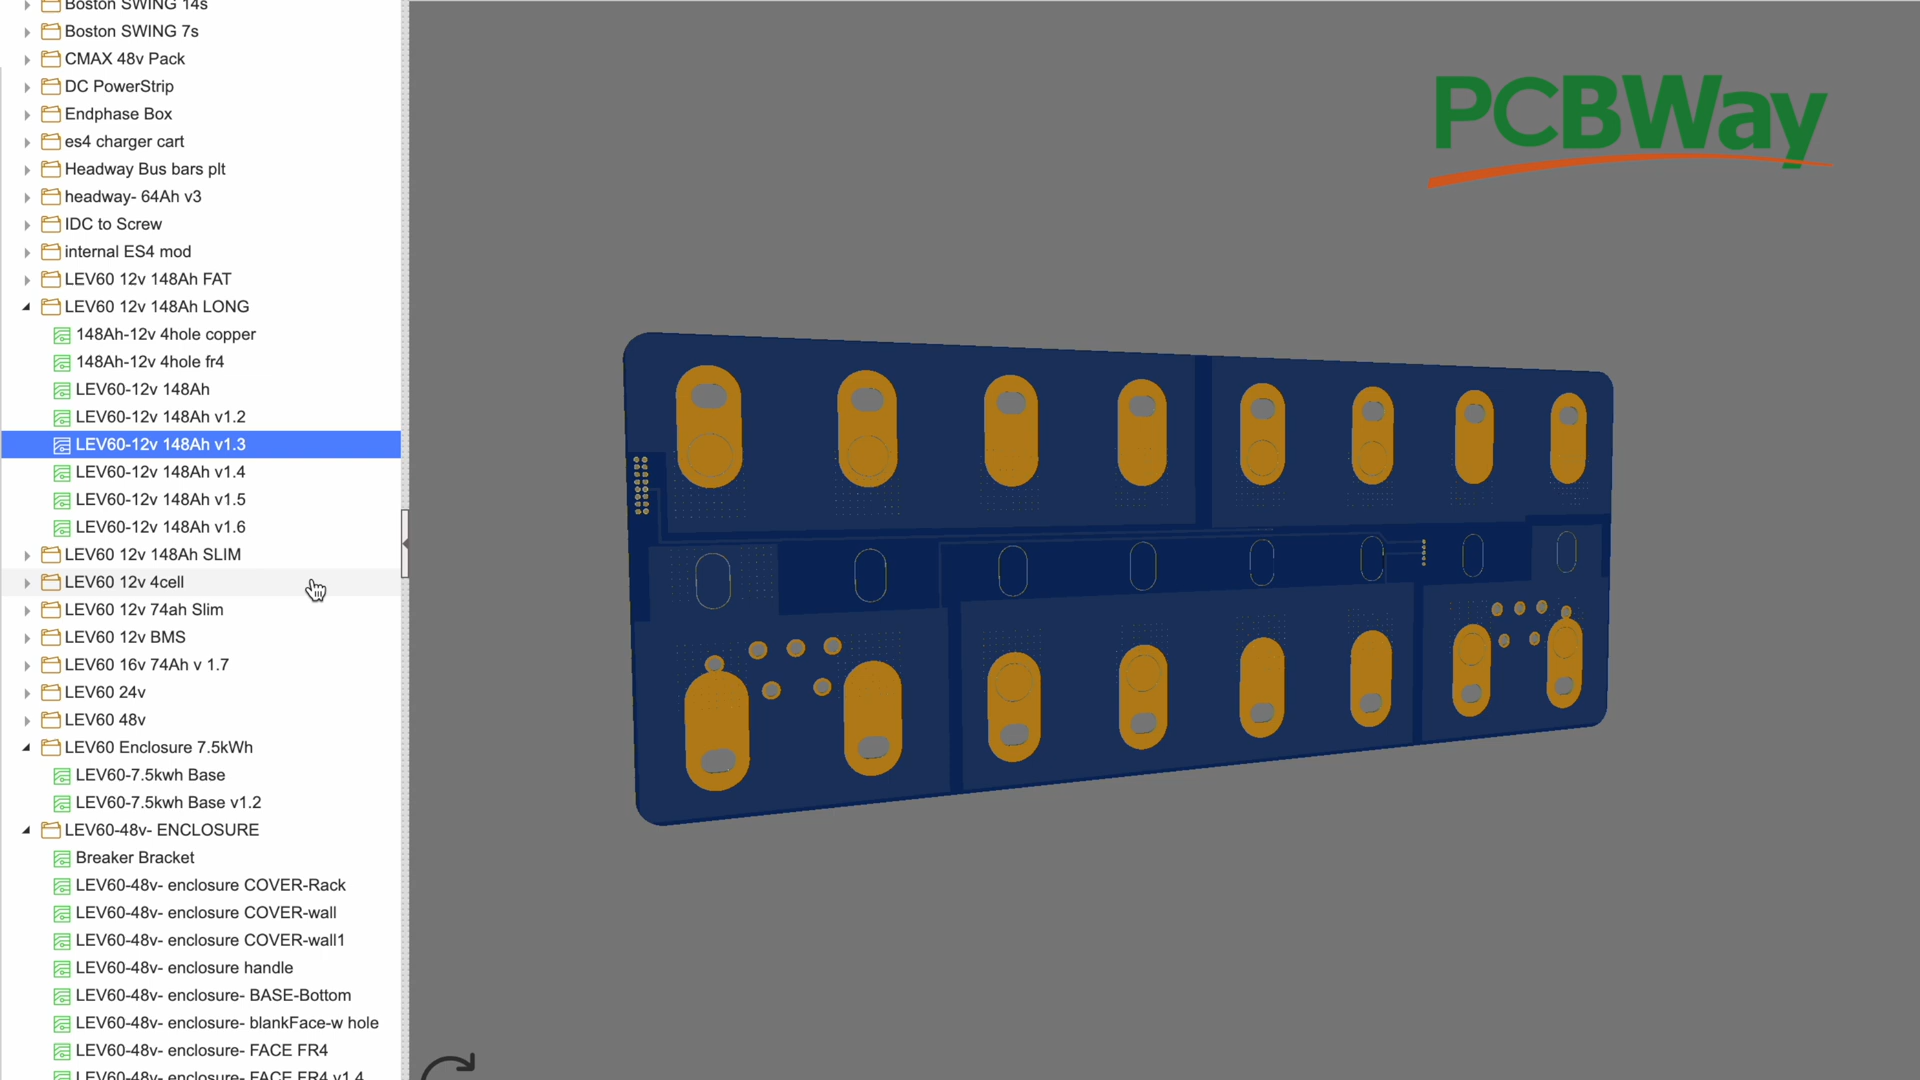 Boston SWING 14s
Boston SWING 7s
CMAX 48v Pack
DC PowerStrip
Endphase Box
es4 charger cart
Headway Bus bars plt
headway- 64Ah v3
IDC to Screw
internal ES4 mod
LEV60 12v 148Ah FAT
LEV60 12v 148Ah LONG
148Ah-12v 4hole copper
148Ah-12v 4hole fr4
LEV60-12v 148Ah
LEV60-12v 148Ah v1.2
LEV60-12v 148Ah v1.3
LEV60-12v 148Ah v1.4
LEV60-12v 148Ah v1.5
LEV60-12v 148Ah v1.6
LEV60 12v 148Ah SLIM
LEV60 12v 4cell
LEV60 12v 74ah Slim
LEV60 12v BMS
LEV60 16v 74Ah v 1.7
LEV60 24v
LEV60 48v
LEV60 Enclosure 7.5kWh
LEV60-7.5kwh Base
LEV60-7.5kwh Base v1.2
LEV60-48v- ENCLOSURE
Breaker Bracket
LEV60-48v- enclosure COVER-Rack
LEV60-48v- enclosure COVER-wall
LEV60-48v- enclosure COVER-wall1
LEV60-48v- enclosure handle
LEV60-48v- enclosure- BASE-Bottom
LEV60-48v- enclosure- blankFace-w hole
LEV60-48v- enclosure- FACE FR4
LEV60-48v- enclosure- FACE FR4 v1.4
PCBWay